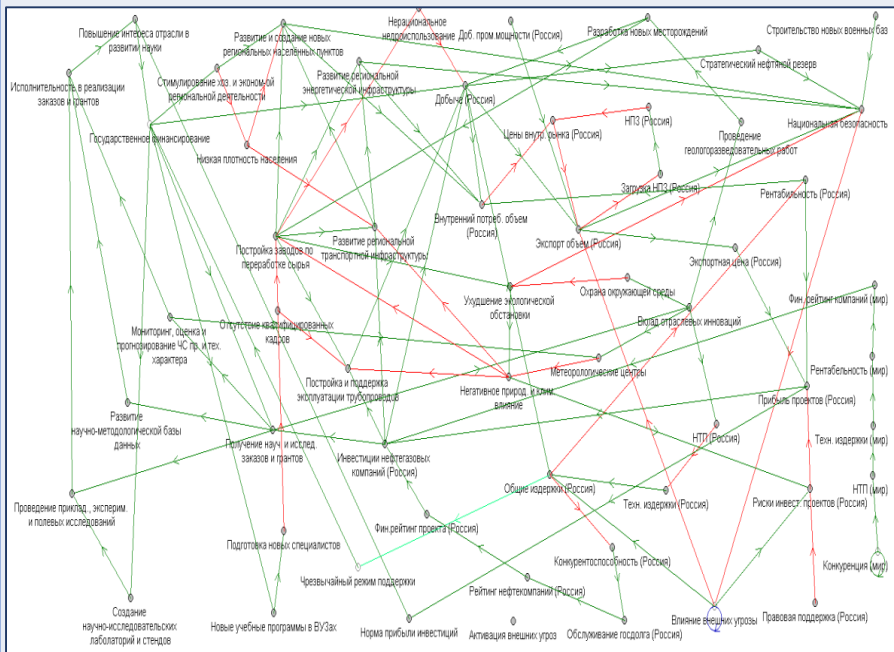 Повышение интереса отрасли в
развитии науки
Развитие и создание новых
региональных населённых пунктов
Нерациональное
недроиспользование
Доб. пром мощности (Россия)
Разработка новых месторождений
Строительство новых военных баз
Стратегический нефтяной резерв
Исполнительность в реализации
заказов и грантов
Стимулирование хоз. и эконом-ой
региональной деятельности
Развитие региональной
энергетической инфраструктуры
Добыча (Россия)
Государственное финансирование
Цены внутр. рынка (Россия)
НПЗ (Россия)
Национальная безопасность
Проведение
геологоразведовательных работ
Низкая плотность населения
Загрузка НПЗ (Россия)
Рентабельность (Россия)
Внутренний потреб. объем
(Россия)
Экспорт объём (Россия)
Постройка заводов по
переработке сырья
Развитие региональной
транспортной инфраструктуры
Экспортная цена (Россия)
Ухудшение экологической
обстановки
Охрана окружающей среды
Фин. рейтинг компаний (мир)
Мониторинг, оценка и
прогнозирование ЧС пр. и тех.
характера
Отсутствие квалифицированных
кадров
Вклад отраслевых инноваций
Постройка и поддержка
эксплуатации трубопроводов
Негативное природ. и клим.
влияние
Метеорологические центры
Рентабельность (мир)
Прибыль проектов (Россия)
Развитие
научно-методологической базы
данных
Получение науч. и исслед.
заказов и грантов
Инвестиции нефтегазовых
компаний (Россия)
НТП (Россия)
Техн. издержки (мир)
Общие издержки (Россия)
Техн. издержки (Россия)
Риски инвест. проектов (Россия)
НТП (мир)
Проведение приклад., эксперим.
и полевых исследований
Фин.рейтинг проекта (Россия)
Подготовка новых специалистов
Конкурентоспособность (Россия)
Чрезвычайный режим поддержки
Конкуренция (мир)
Рейтинг нефтекомпании (Россия)
Создание
научно-исследовательских
лабалоторий и стендов
Новые учебные программы в ВУЗах
Норма прибыли инвестиций
Активация внешних угроз
Обслуживание госдолга (Россия)
Влияние внешних угрозы
Правовая поддержка (Россия)